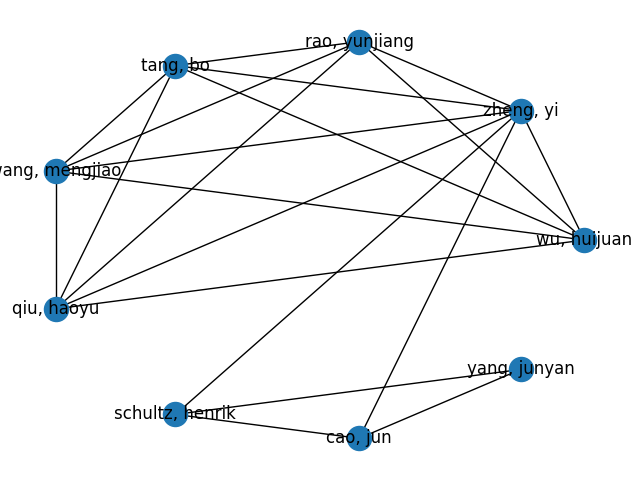 rao, yunjiang
tang, bo
zheng, yi
wang, mengjiao
wu, huijuan
qiu, haoyu
yang, junyan
schultz, henrik
cao, jun